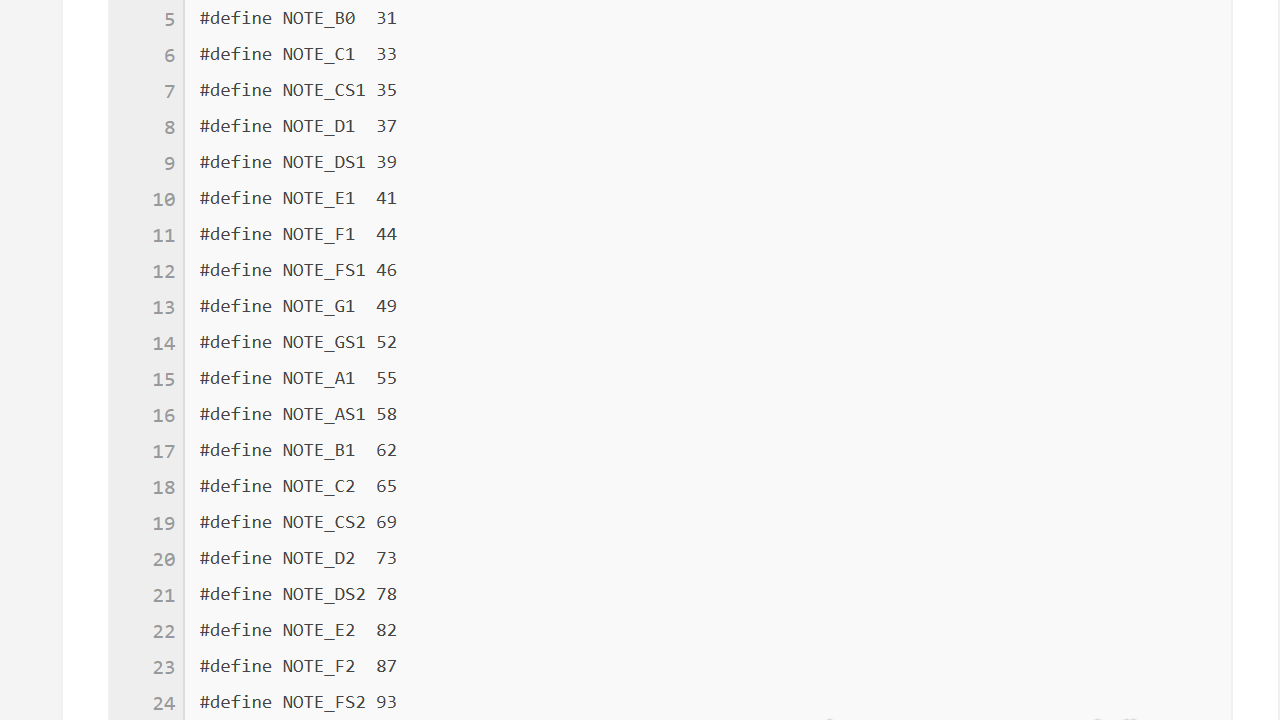 5 #define NOTE_B0  31
6 #define NOTE_C1  33
7 #define NOTE_CS1 35
8 #define NOTE_D1  37
9 #define NOTE_DS1 39
10 #define NOTE_E1  41
11 #define NOTE_F1  44
12 #define NOTE_FS1 46
13 #define NOTE_G1  49
14 #define NOTE_GS1 52
15 #define NOTE_A1  55
16 #define NOTE_AS1 58
17 #define NOTE_B1  62
18 #define NOTE_C2  65
19 #define NOTE_CS2 69
20 #define NOTE_D2  73
21 #define NOTE_DS2 78
22 #define NOTE_E2  82
23 #define NOTE_F2  87
24 #define NOTE_FS2 93